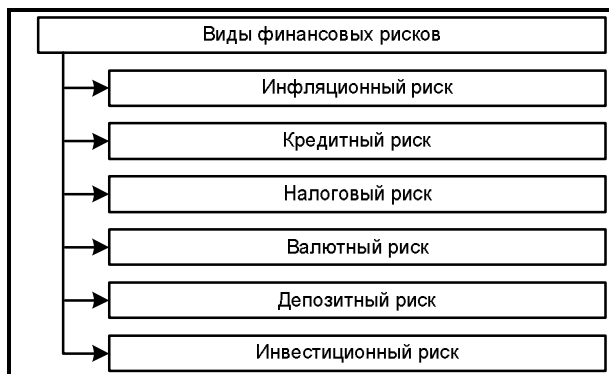 Виды финансовых рисков
Инфляционный риск
Кредитный риск
Налоговый риск
Валютный риск
Депозитный риск
Инвестиционный риск